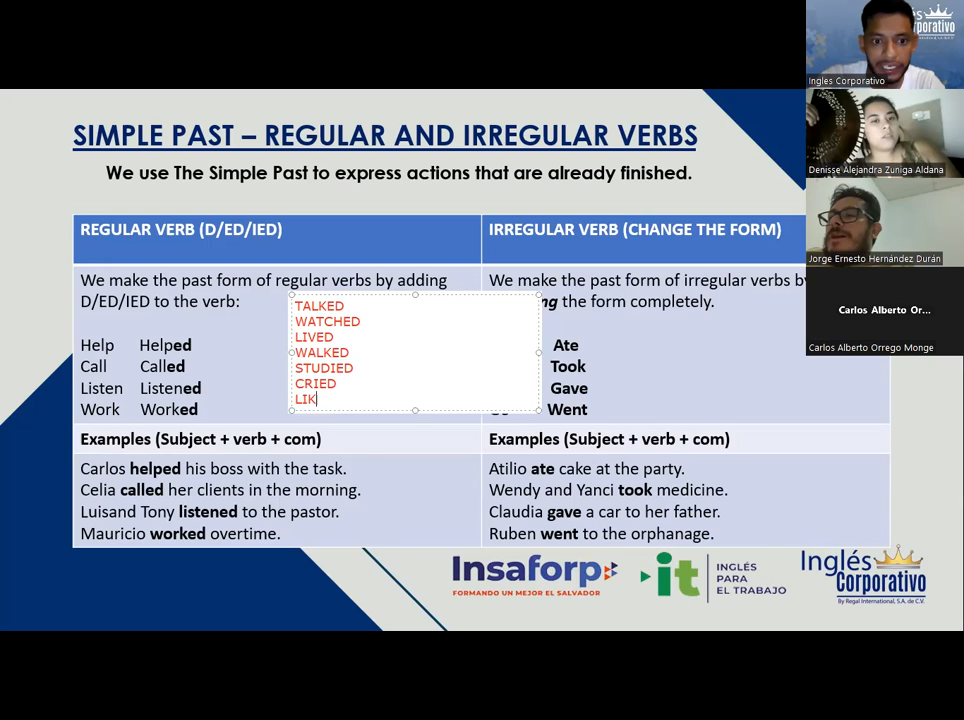 SIMPLE PAST – REGULAR AND IRREGULAR VERBS
We use The Simple Past to express actions that are already finished.
REGULAR VERB (D/ED/IED)
IRREGULAR VERB (CHANGE THE FORM)
We make the past form of regular verbs by adding
D/ED/IED to the verb:
Help Helped
Call Called
Listen Listened
Work Worked
We make the past form of irregular verbs
the form completely.
Ate
Took
Gave
Went
TALKED
WATCHED
LIVED
WALKED
STUDIED
CRIED
LIK
Examples (Subject + verb + com)
Carlos helped his boss with the task.
Celia called her clients in the morning.
Luisand Tony listened to the pastor.
Mauricio worked overtime.
Examples (Subject + verb + com)
Atilio ate cake at the party.
Wendy and Yanci took medicine.
Claudia gave a car to her father.
Ruben went to the orphanage.
Insaforp
FORMANDO UN MEJOR EL SALVADOR
it
INGLÉS
PARA
EL TRABAJO
Inglés
Corporativo
By Regal International, S.A. de C.V.
Ingles Corporativo
Denisse Alejandra Zuniga Aldana
Jorge Ernesto Hernández Durán
Carlos Alberto Or...
Carlos Alberto Orrego Monge